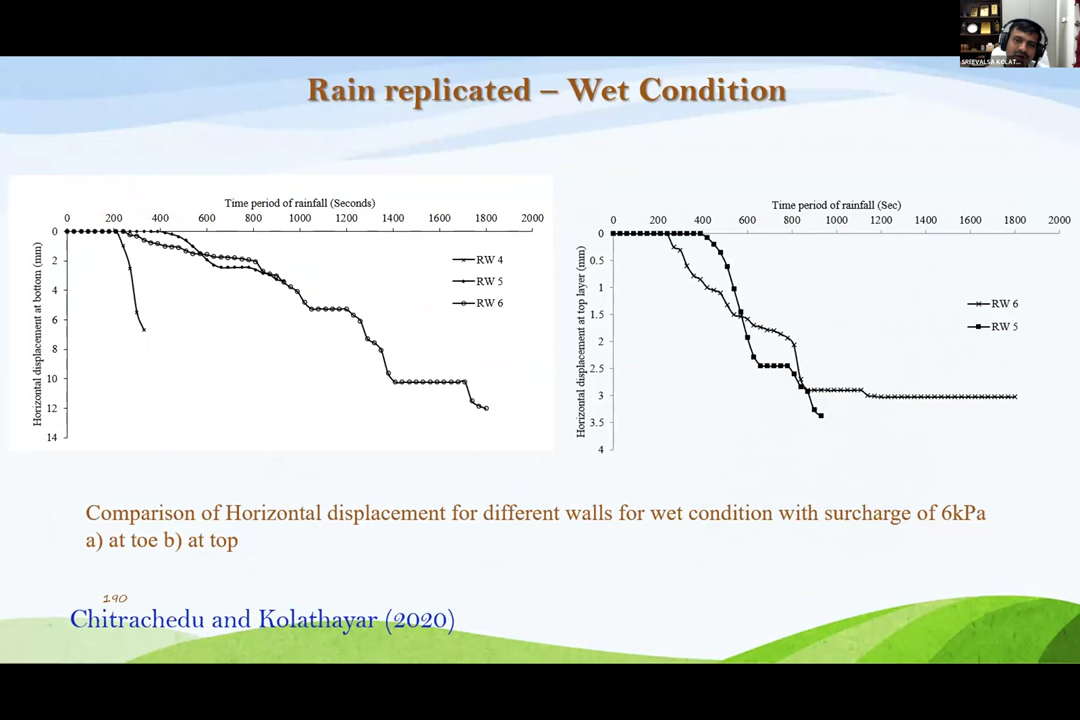 SREEVALSA KOLAT...
Rain replicated – Wet Condition
Time period of rainfall (Seconds)
0 200 400 600 800 1000 1200 1400 1600 1800 2000
0
2
4
6
8
10
12
14
Horizontal displacement at bottom (mm)
RW 4
RW 5
RW 6
Time period of rainfall (Sec)
0 200 400 600 800 1000 1200 1400 1600 1800 2000
0
0.5
1
1.5
2
2.5
3
3.5
4
Horizontal displacement at top layer (mm)
RW 6
RW 5
Comparison of Horizontal displacement for different walls for wet condition with surcharge of 6kPa
a) at toe b) at top
190
Chitrachedu and Kolathayar (2020)